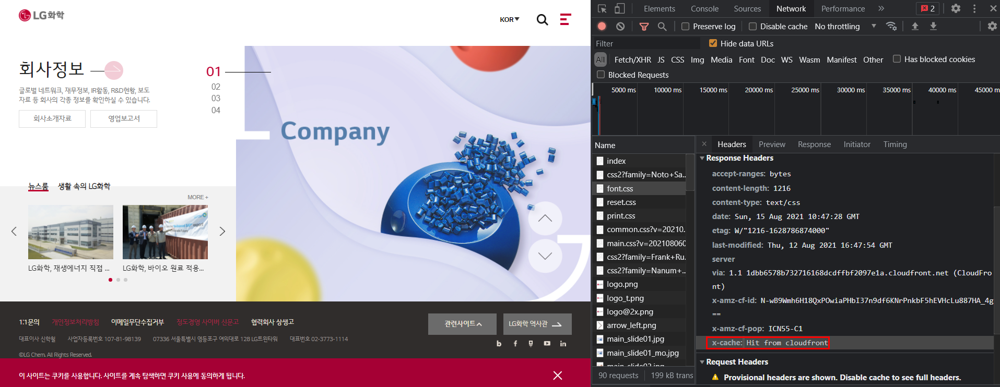 LG화학
KOR▼
회사정보
글로벌 네트워크, 재무정보, IR활동, R&D현황, 보도
자료 등 회사의 각종 정보를 확인하실 수 있습니다.
회사소개자료
영업보고서
01
02
03
04
Company
뉴스룸 생활 속의 LG화학
MORE +
LG화학, 재생에너지 직접 ...
LG화학, 바이오 원료 적용...
1:1문의 개인정보처리방침 이메일무단수집거부 정도경영 사이버 신문고 협력회사 상생고
관련사이트
LG화학 역사관
대표이사 신학철 사업자등록번호 107-81-98139 07336 서울특별시 영등포구 여의대로 128 LG트윈타워 대표번호 02-3773-1114
©LG Chem. All Rights Reserved.
이 사이트는 쿠키를 사용합니다. 사이트를 계속 탐색하면 쿠키 사용에 동의하게 됩니다.
Elements Console Sources Network Performance » 2
Preserve log Disable cache No throttling ▼
Filter Hide data URLs
All Fetch/XHR JS CSS Img Media Font Doc WS Wasm Manifest Other Has blocked cookies
Blocked Requests
5000 ms 10000 ms 15000 ms 20000 ms 25000 ms 30000 ms 35000 ms 40000 ms 45000 m
Name
index
css2?family=Noto+Sa..
font.css
reset.css
print.css
common.css?v=20210.
main.css?v=202108060
css2?family=Frank+Ru.
css2?family=Nanum+..
logo.png
logo_t.png
logo@2x.png
arrow_left.png
main_slide01.jpg
main_slide01_mo.jpg
main_slide02.jpg
90 requests 199 kB trans
Headers Preview Response Initiator Timing
Response Headers
accept-ranges: bytes
content-length: 1216
content-type: text/css
date: Sun, 15 Aug 2021 10:47:28 GMT
etag: W/"1216-1628786874000"
last-modified: Thu, 12 Aug 2021 16:47:54 GMT
server
via: 1.1 1dbb6578b732716168dcdffbf2097e1a.cloudfront.net (CloudFro
nt)
x-amz-cf-id: N-wB9Wmh6H18QxPOwiaPHbI37n9df6KNrPnkbF5hEVHcLu887HA_4g
==
x-amz-cf-pop: ICN55-C1
x-cache: Hit from cloudfront
Request Headers
Provisional headers are shown. Disable cache to see full headers.